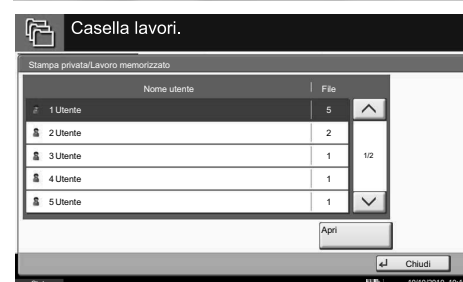 Casella lavori.
Stampa privata/Lavoro memorizzato
Nome utente File
1 Utente 5
2 Utente 2
3 Utente 1
1/2
4 Utente 1
5 Utente 1
Apri
Chiudi